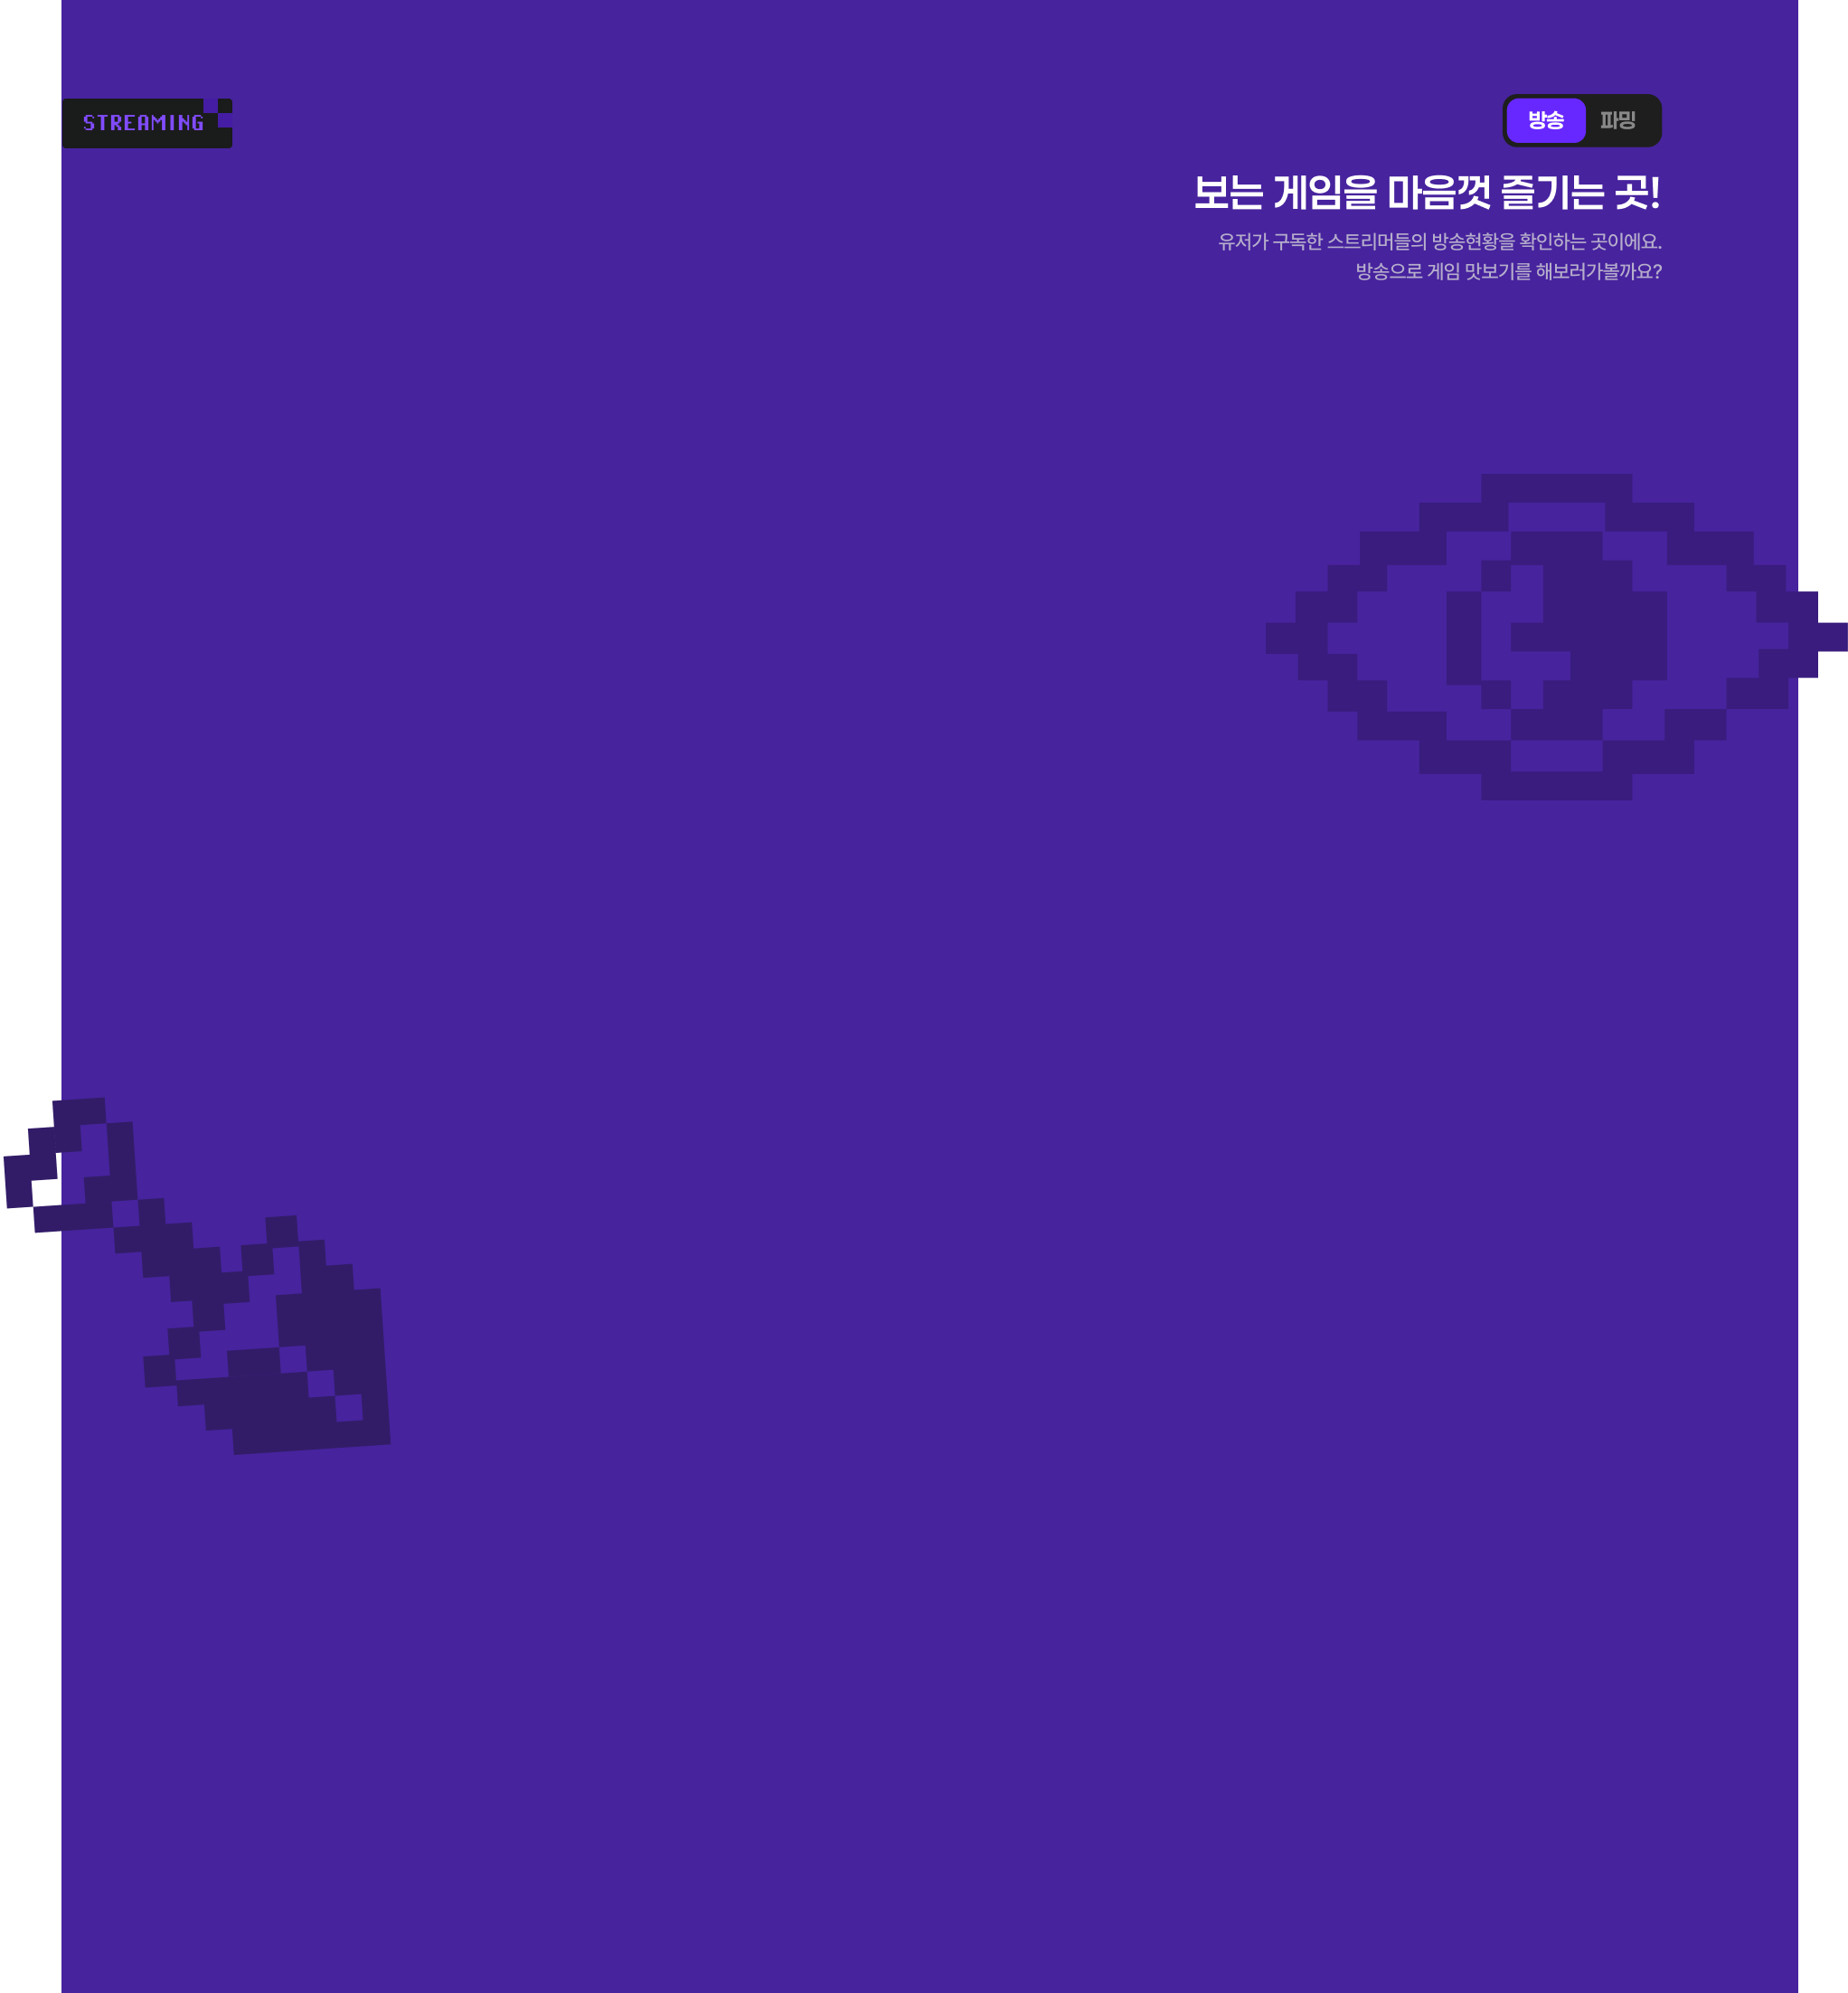 STREAMING
방송 파밍
보는 게임을 마음껏 즐기는 곳!
유저가 구독한 스트리머들의 방송현황을 확인하는 곳이에요.
방송으로 게임 맛보기를 해보러가볼까요?